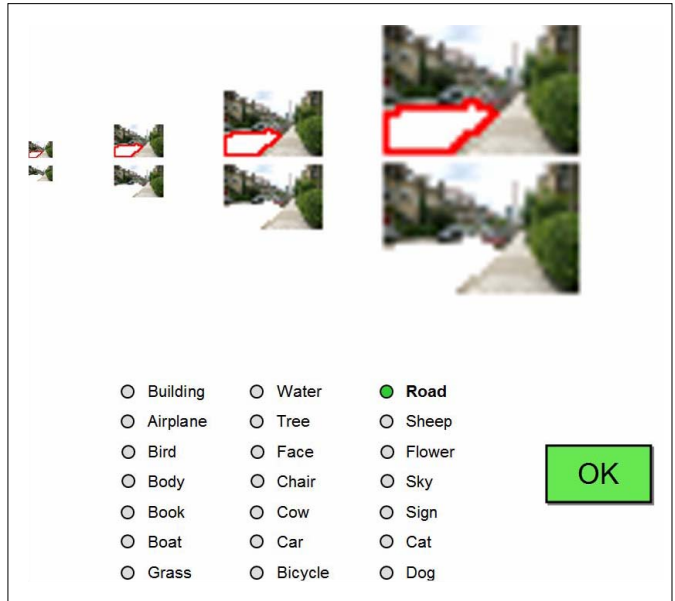 Building Water Road
Airplane Tree Sheep
Bird Face Flower
Body Chair Sky
Book Cow Sign
Boat Car Cat
Grass Bicycle Dog
OK